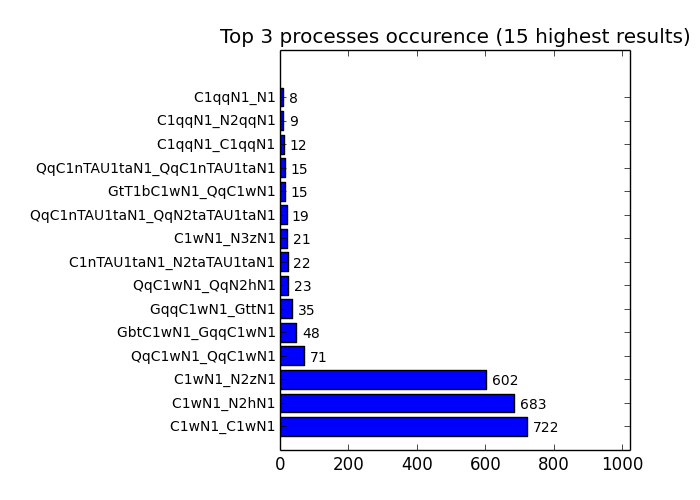 Top 3 processes occurence (15 highest results)
C1qqN1_N1 8
C1qqN1_N2qqN1 9
C1qqN1_C1qqN1 12
QqC1nTAU1taN1_QqC1nTAU1taN1 15
GtT1bC1wN1_QqC1wN1 15
QqC1nTAU1taN1_QqN2taTAU1taN1 19
C1wN1_N3zN1 21
C1nTAU1taN1_N2taTAU1taN1 22
QqC1wN1_QqN2hN1 23
GqqC1wN1_GttN1 35
GbtC1wN1_GqqC1wN1 48
QqC1wN1_QqC1wN1 71
C1wN1_N2zN1 602
C1wN1_N2hN1 683
C1wN1_C1wN1 722
0 200 400 600 800 1000